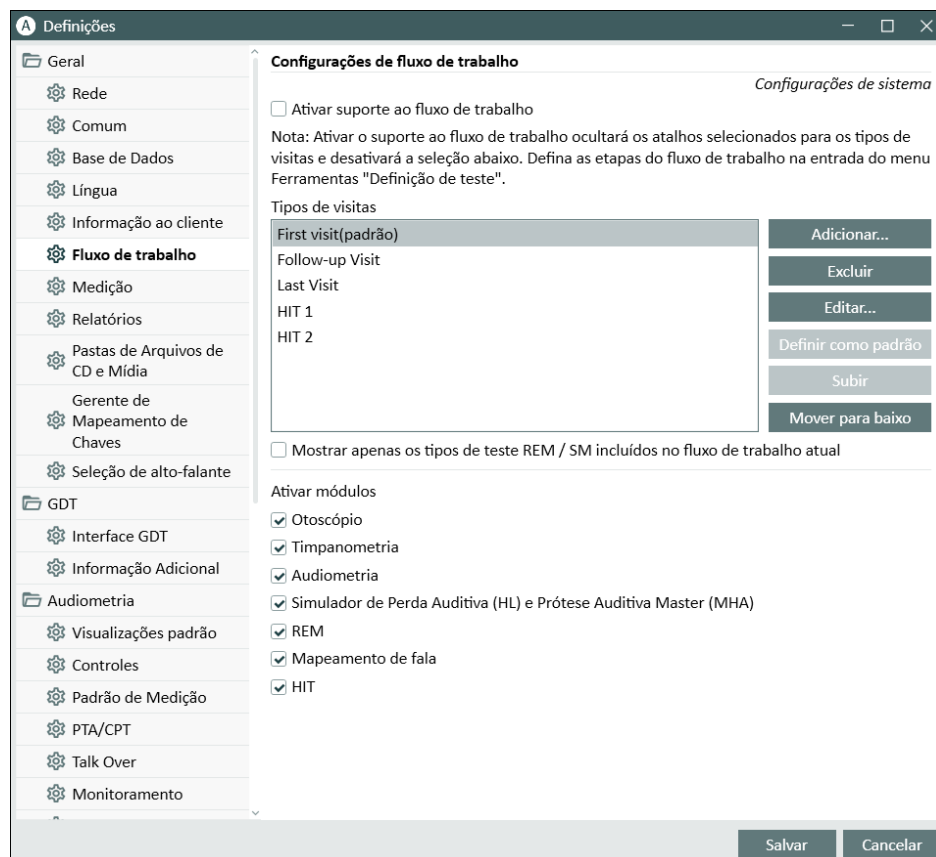 A Definições
Geral
Rede
Comum
Base de Dados
Língua
Informação ao cliente
Fluxo de trabalho
Medição
Relatórios
Pastas de Arquivos de
CD e Mídia
Gerente de
Mapeamento de
Chaves
Seleção de alto-falante
GDT
Interface GDT
Informação Adicional
Audiometria
Visualizações padrão
Controles
Padrão de Medição
PTA/CPT
Talk Over
Monitoramento
Configurações de fluxo de trabalho
Configurações de sistema
Ativar suporte ao fluxo de trabalho
Nota: Ativar o suporte ao fluxo de trabalho ocultará os atalhos selecionados para os tipos de
visitas e desativará a seleção abaixo. Defina as etapas do fluxo de trabalho na entrada do menu
Ferramentas "Definição de teste".
Tipos de visitas
First visit(padrão)
Follow-up Visit
Last Visit
HIT 1
HIT 2
Adicionar...
Excluir
Editar...
Definir como padrão
Subir
Mover para baixo
Mostrar apenas os tipos de teste REM / SM incluídos no fluxo de trabalho atual
Ativar módulos
Otoscópio
Timpanometria
Audiometria
Simulador de Perda Auditiva (HL) e Prótese Auditiva Master (MHA)
REM
Mapeamento de fala
HIT
Salvar
Cancelar